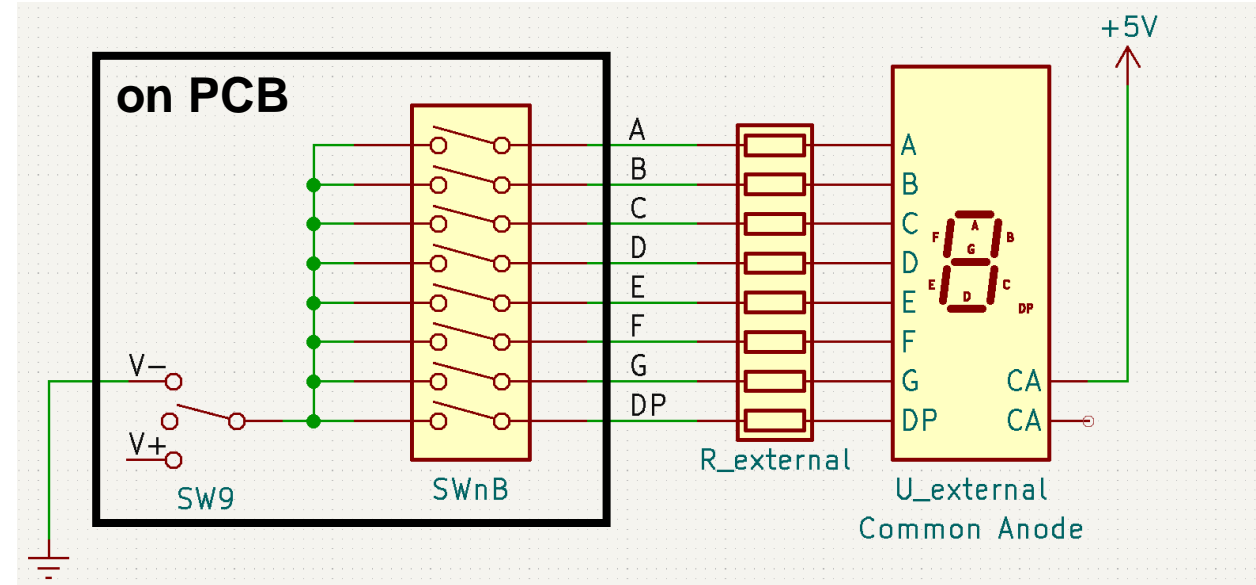 +5V
on PCB
A
B
C
D
E
F
G
DP
A
B
C
D
E
F
G
DP
A
F
B
G
E
C
D
DP
CA
CA
V-
V+
SW9
SWnB
R_external
U_external
Common Anode